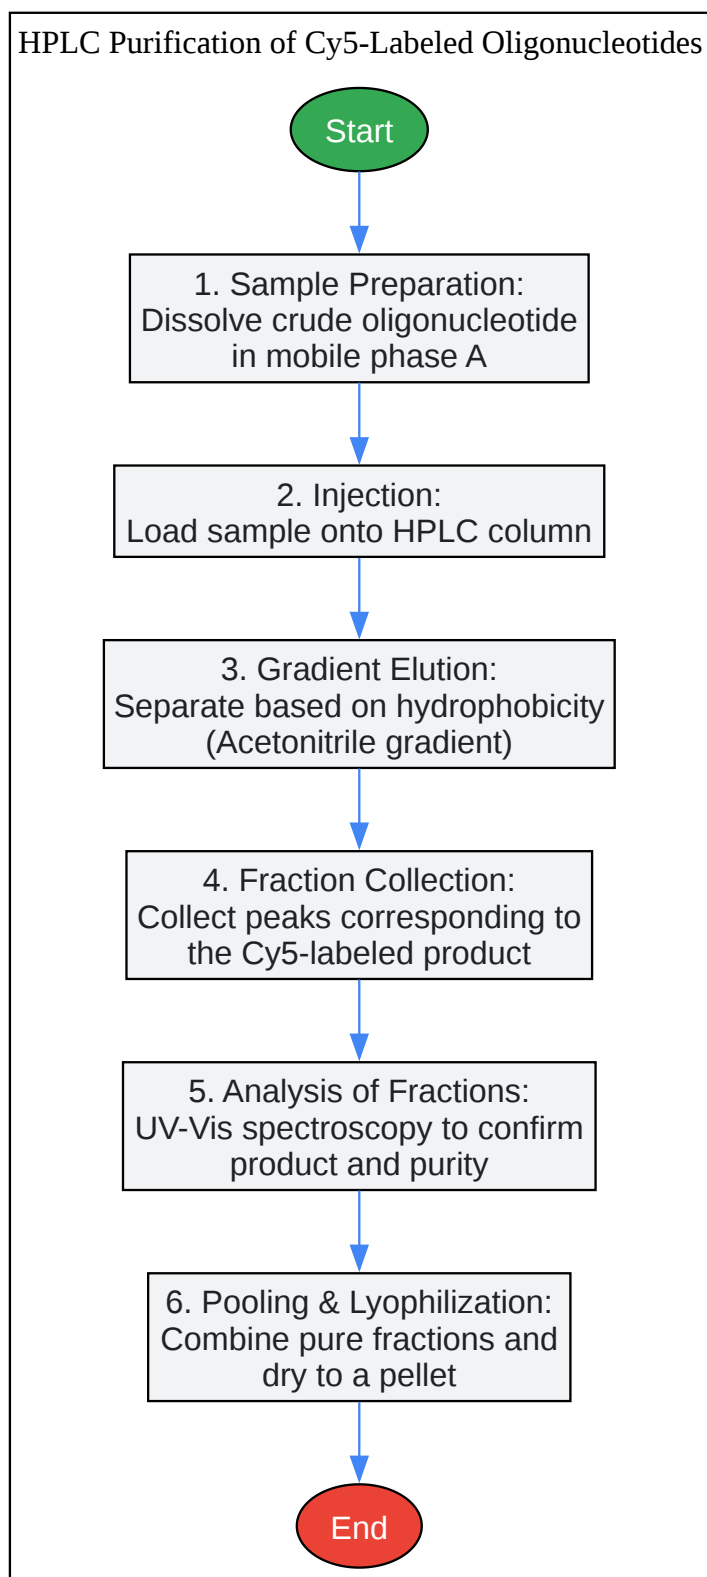 HPLC Purification of Cy5-Labeled Oligonucleotides
Start
1. Sample Preparation:
Dissolve crude oligonucleotide
in mobile phase A
2. Injection:
Load sample onto HPLC column
3. Gradient Elution:
Separate based on hydrophobicity
(Acetonitrile gradient)
4. Fraction Collection:
Collect peaks corresponding to
the Cy5-labeled product
5. Analysis of Fractions:
UV-Vis spectroscopy to confirm
product and purity
6. Pooling & Lyophilization:
Combine pure fractions and
dry to a pellet
End